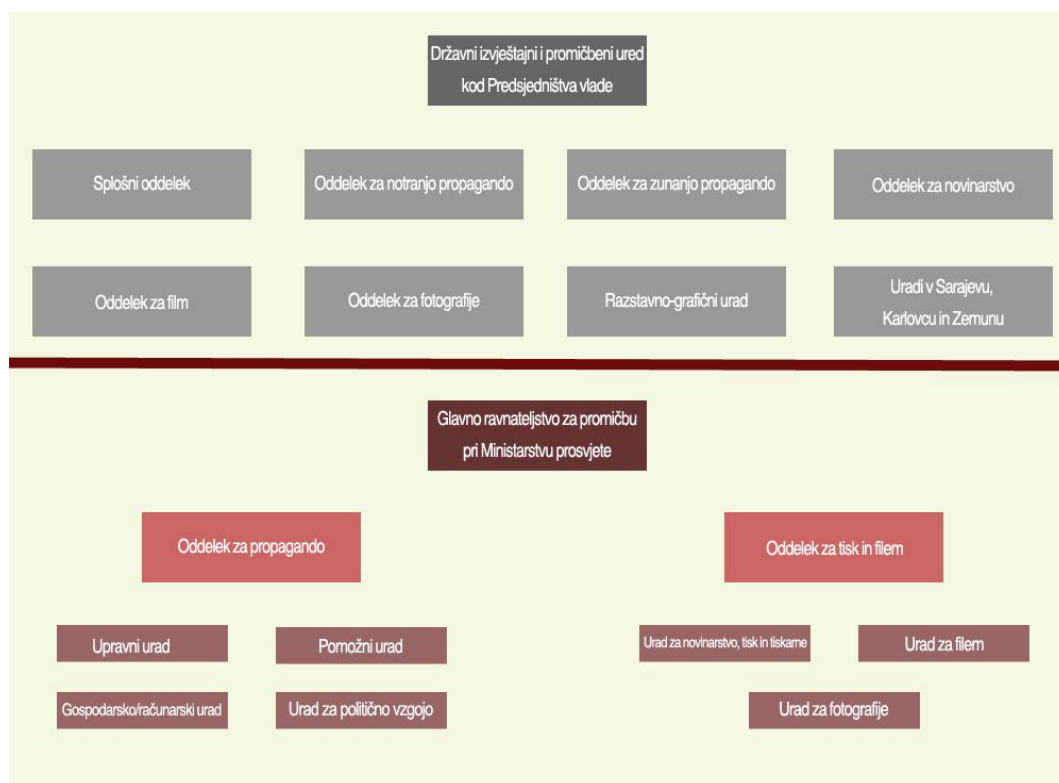 Državni izvještajni i promičbeni ured
kod Predsjedništva vlade
Splošni oddelek
Oddelek za notranjo propagando
Oddelek za zunanjo propagando
Oddelek za novinarstvo
Oddelek za film
Oddelek za fotografije
Razstavno-grafični urad
Uradi v Sarajevu,
Karlovcu in Zemunu
Glavno ravnateljstvo za promičbu
pri Ministarstvu prosvjete
Oddelek za propagando
Oddelek za tisk in filem
Upravni urad
Pomožni urad
Urad za novinarstvo, tisk in tiskarne
Urad za filem
Gospodarsko/računarski urad
Urad za politično vzgojo
Urad za fotografije